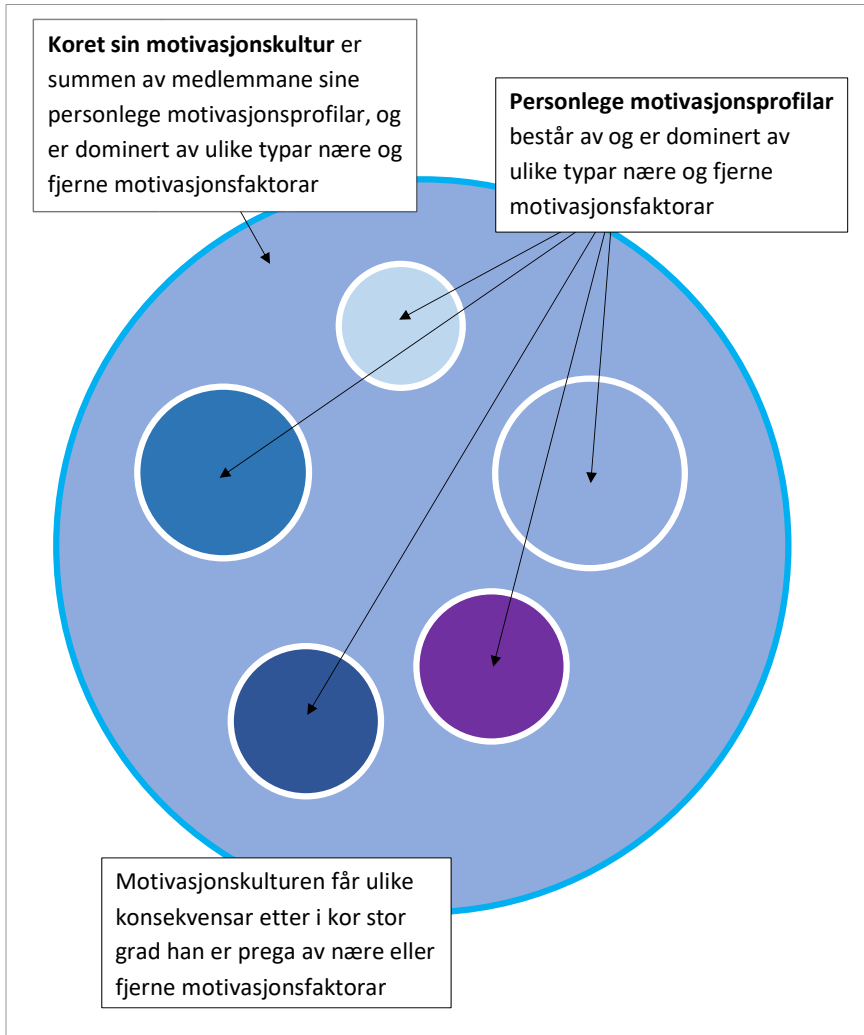 Koret sin motivasjonskultur er
summen av medlemmane sine
personlege motivasjonsprofilar, og
er dominert av ulike typar nære og
fjerne motivasjonsfaktorar
Personlege motivasjonsprofilar
består av og er dominert av
ulike typar nære og fjerne
motivasjonsfaktorar
Motivasjonskulturen får ulike
konsekvensar etter i kor stor
grad han er prega av nære eller
fjerne motivasjonsfaktorar